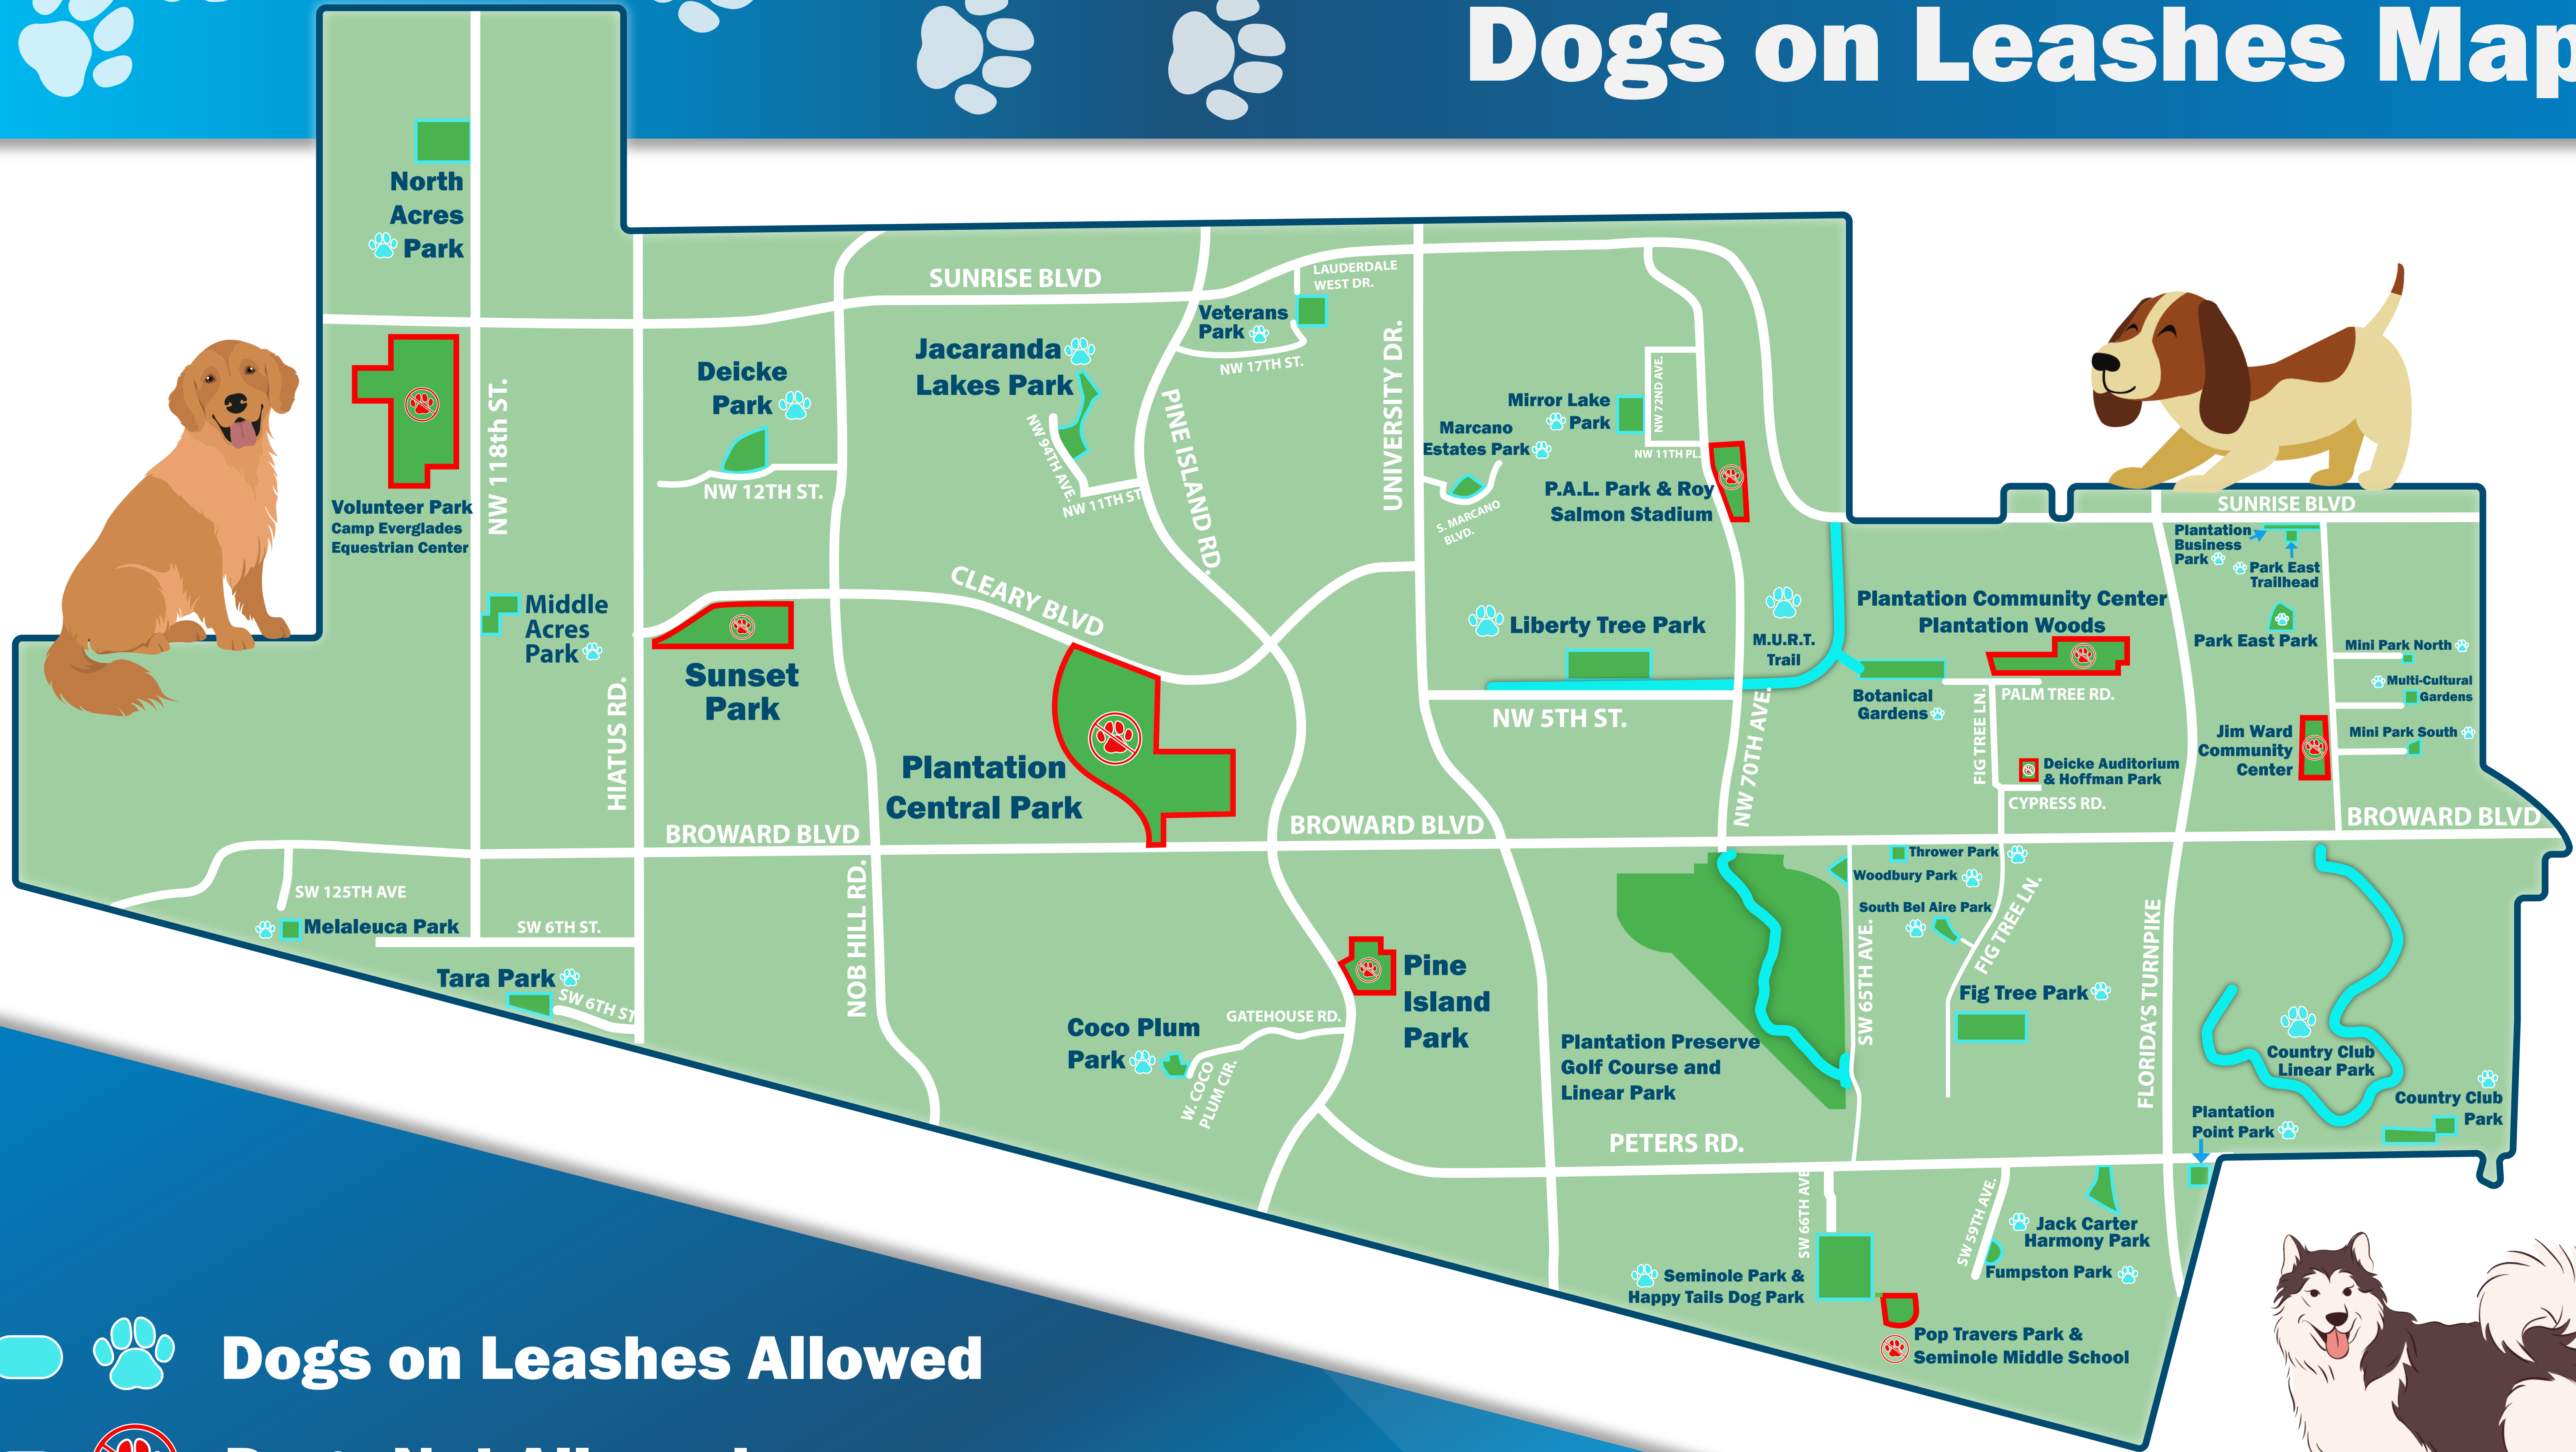 Dogs on Leashes Map
North
Acres
Park
SUNRISE BLVD
LAUDERDALE
WEST DR.
Veterans
Park
NW 17TH ST.
Jacaranda
Lakes Park
Deicke
Park
NW 12TH ST.
NW 94TH AVE.
NW 11TH ST
PINE ISLAND RD.
UNIVERSITY DR.
Mirror Lake
Park
NW 72ND AVE.
NW 11TH PL.
Marcano
Estates Park
S. MARCANO
BLVD.
P.A.L. Park & Roy
Salmon Stadium
Volunteer Park
Camp Everglades
Equestrian Center
NW 118th ST.
Middle
Acres
Park
HIATUS RD.
Sunset
Park
CLEARY BLVD
Plantation
Central Park
Liberty Tree Park
M.U.R.T.
Trail
NW 5TH ST.
NW 70TH AVE.
Plantation Community Center
Plantation Woods
Botanical
Gardens
PALM TREE RD.
FIG TREE LN.
Deicke Auditorium
& Hoffman Park
CYPRESS RD.
SUNRISE BLVD
Plantation
Business
Park
Park East
Trailhead
Park East Park
Mini Park North
Multi-Cultural
Gardens
Mini Park South
Jim Ward
Community
Center
BROWARD BLVD
BROWARD BLVD
BROWARD BLVD
SW 125TH AVE
Melaleuca Park
SW 6TH ST.
Tara Park
SW 6TH ST
NOB HILL RD.
Pine
Island
Park
GATEHOUSE RD.
Coco Plum
Park
W. COCO
PLUM CIR.
Plantation Preserve
Golf Course and
Linear Park
PETERS RD.
Thrower Park
Woodbury Park
South Bel Aire Park
SW 65TH AVE.
FIG TREE LN.
Fig Tree Park
FLORIDA'S TURNPIKE
Country Club
Linear Park
Country Club
Park
Plantation
Point Park
SW 66TH AVE
SW 59TH AVE.
Jack Carter
Harmony Park
Fumpston Park
Seminole Park &
Happy Tails Dog Park
Pop Travers Park &
Seminole Middle School
Dogs on Leashes Allowed